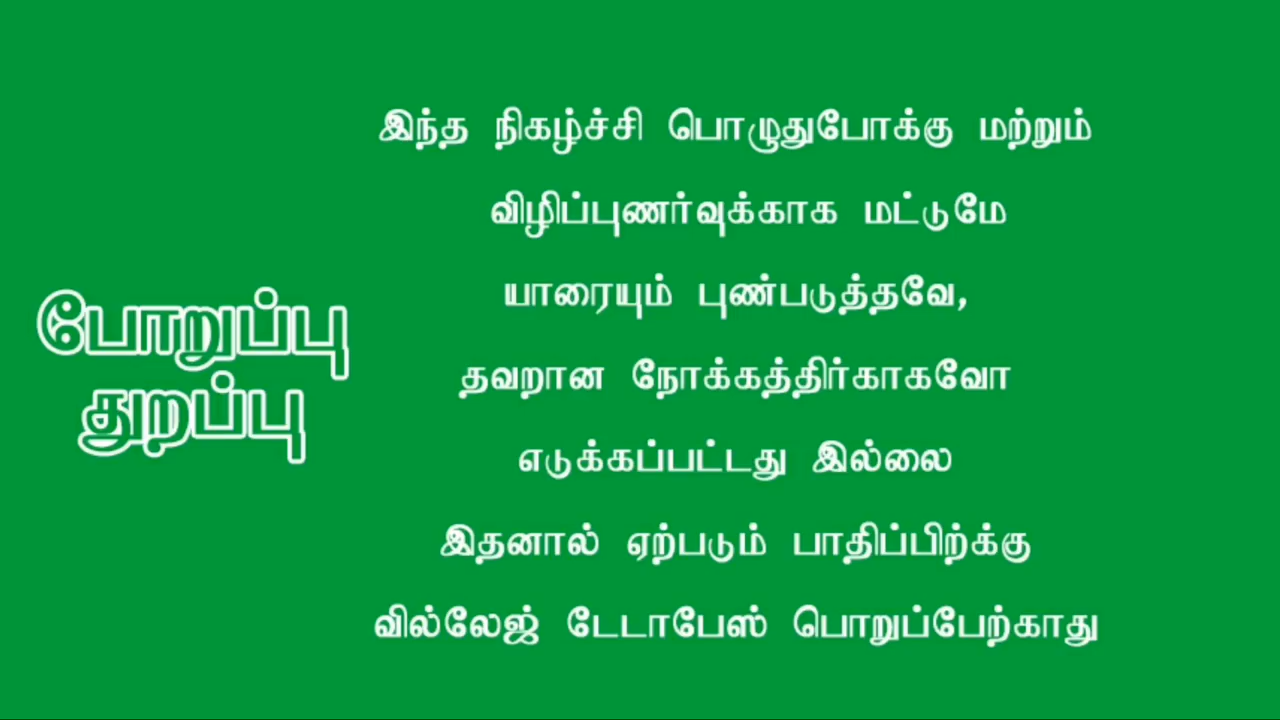 போறுப்பு
துறப்பு
இந்த நிகழ்ச்சி பொழுதுபோக்கு மற்றும்
விழிப்புணர்வுக்காக மட்டுமே
யாரையும் புண்படுத்தவே,
தவறான நோக்கத்திர்காகவோ
எடுக்கப்பட்டது இல்லை
இதனால் ஏற்படும் பாதிப்பிற்க்கு
வில்லேஜ் டேடாபேஸ் பொறுப்பேற்காது